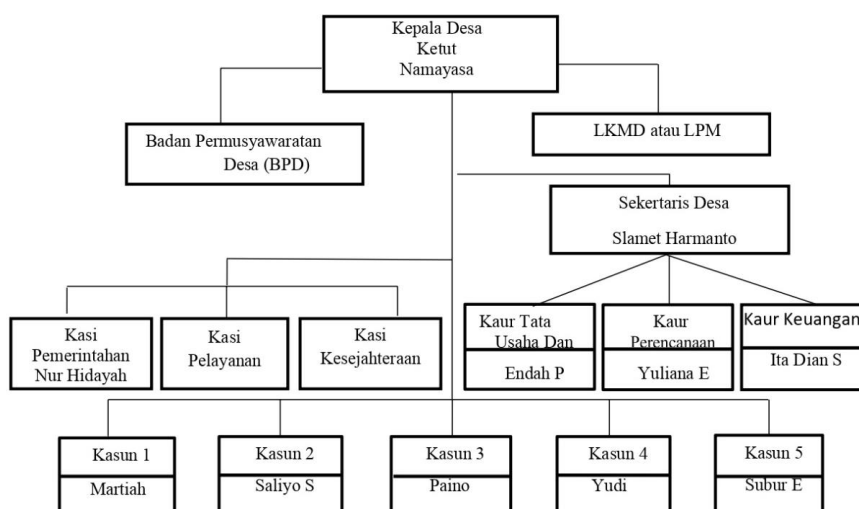 Kepala Desa
Ketut
Namayasa
Badan Permusyawaratan
Desa (BPD)
LKMD atau LPM
Sekertaris Desa
Slamet Harmanto
Kasi
Pemerintahan
Nur Hidayah
Kasi
Pelayanan
Kasi
Kesejahteraan
Kaur Tata
Usaha Dan
Endah P
Kaur
Perencanaan
Yuliana E
Kaur Keuangan
Ita Dian S
Kasun 1
Martiah
Kasun 2
Saliyo S
Kasun 3
Paino
Kasun 4
Yudi
Kasun 5
Subur E